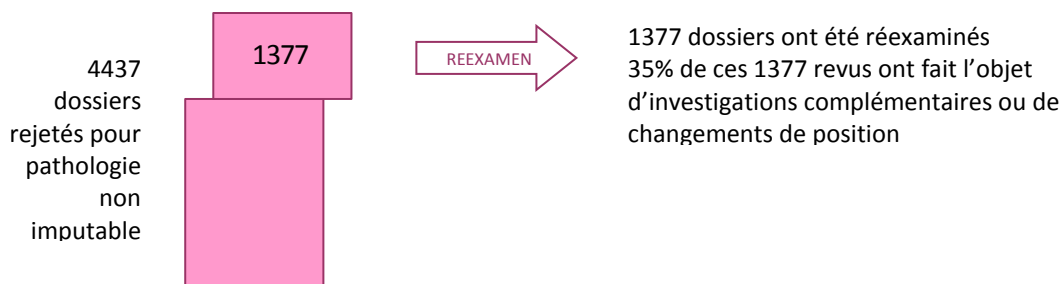 4437
dossiers
rejetés pour
pathologie
non
imputable
1377
REEXAMEN
1377 dossiers ont été réexaminés
35% de ces 1377 revus ont fait l’objet
d’investigations complémentaires ou de
changements de position